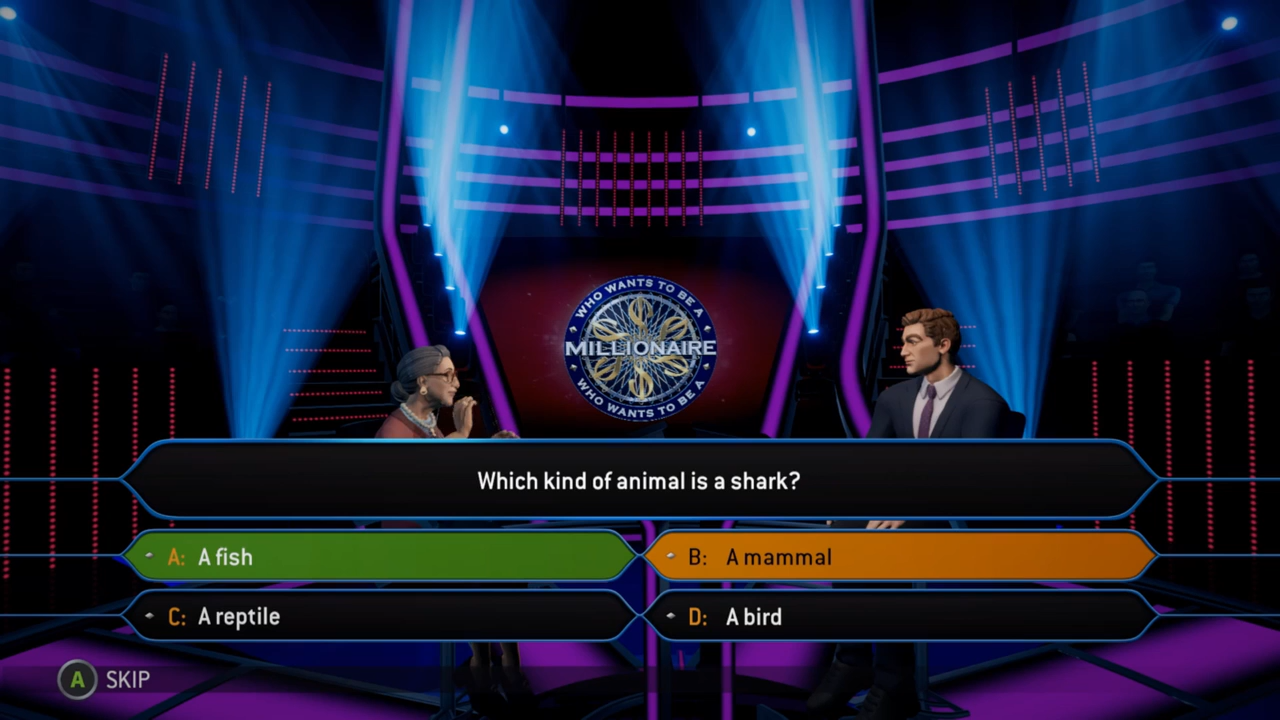 WHO WANTS TO BE A
MILLIONAIRE
WHO WANTS TO BE A
Which kind of animal is a shark?
A: A fish
B: A mammal
C: A reptile
D: A bird
A SKIP